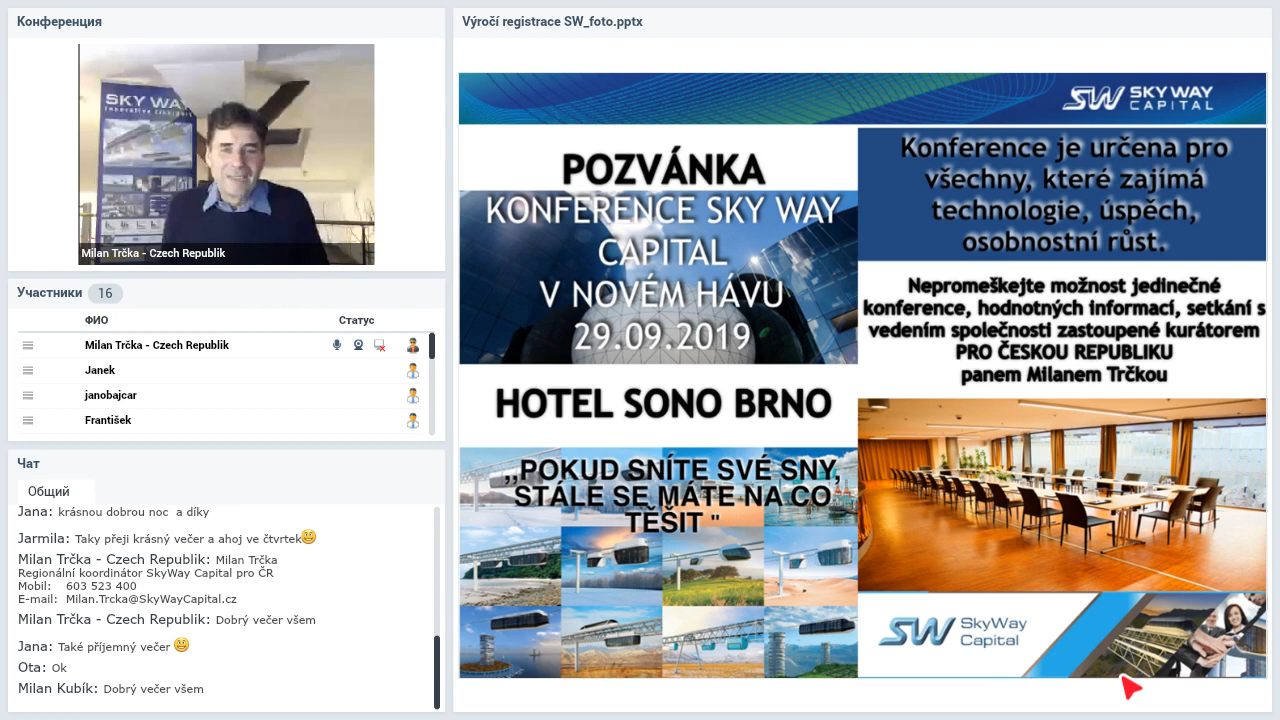 Конференция
SKY WA
Milan Trčka - Czech Republik
Участники 16
ФИО Статус
Milan Trčka - Czech Republik
Janek
janobajcar
František
Чат
Общий
Jana: krásnou dobrou noc a díky
Jarmila: Taky přeji krásný večer a ahoj ve čtvrtek
Milan Trčka - Czech Republik: Milan Trčka
Regionální koordinátor SkyWay Capital pro ČR
Mobil: 603 523 400
E-mail: Milan.Trcka@SkyWayCapital.cz
Milan Trčka - Czech Republik: Dobrý večer všem
Jana: Také příjemný večer
Ota: Ok
Milan Kubík: Dobrý večer všem
Výročí registrace SW_foto.pptx
SW SKY WAY
CAPITAL
POZVÁNKA
KONFERENCE SKY WAY
CAPITAL
V NOVÉM HÁVU
29.09.2019
HOTEL SONO BRNO
,,POKUD SNÍTE SVÉ SNY,
STÁLE SE MÁTE NA CO
TĚŠIT "
Konference je určena pro
všechny, které zajímá
technologie, úspěch,
osobnostní růst.
Nepromeškejte možnost jedinečné
konference, hodnotných informací, setkání s
vedením společnosti zastoupené kurátorem
PRO ČESKOU REPUBLIKU
panem Milanem Trčkou
SW SkyWay
Capital